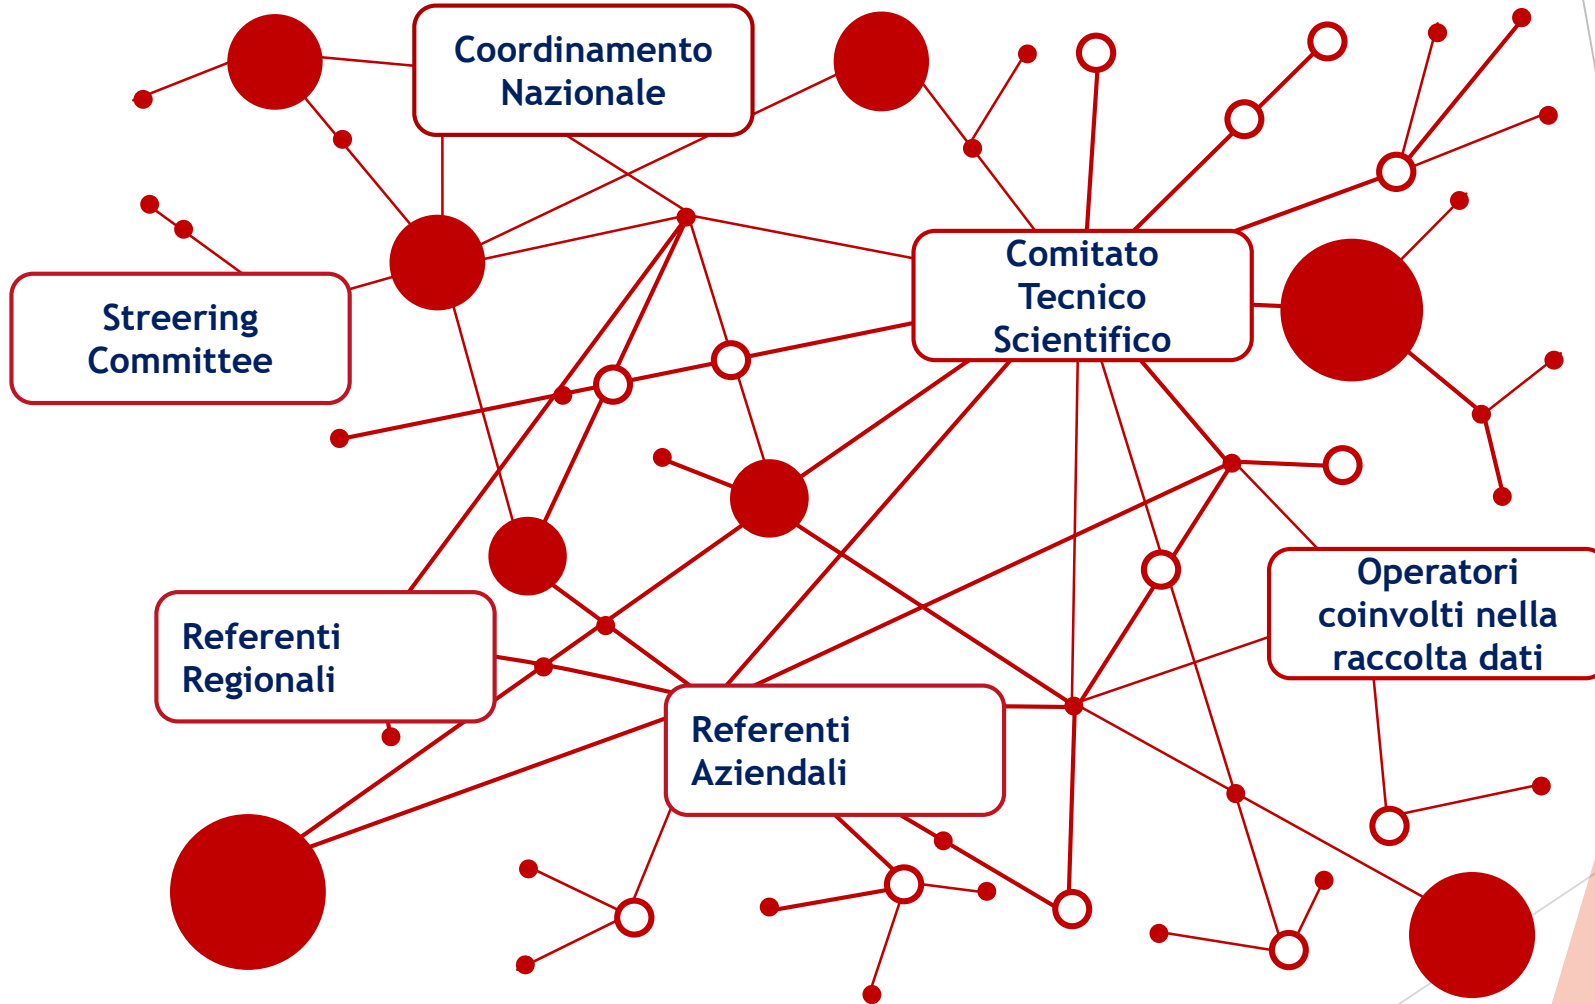 Coordinamento
Nazionale
Comitato
Tecnico
Scientifico
Streering
Committee
Operatori
coinvolti nella
raccolta dati
Referenti
Regionali
Referenti
Aziendali